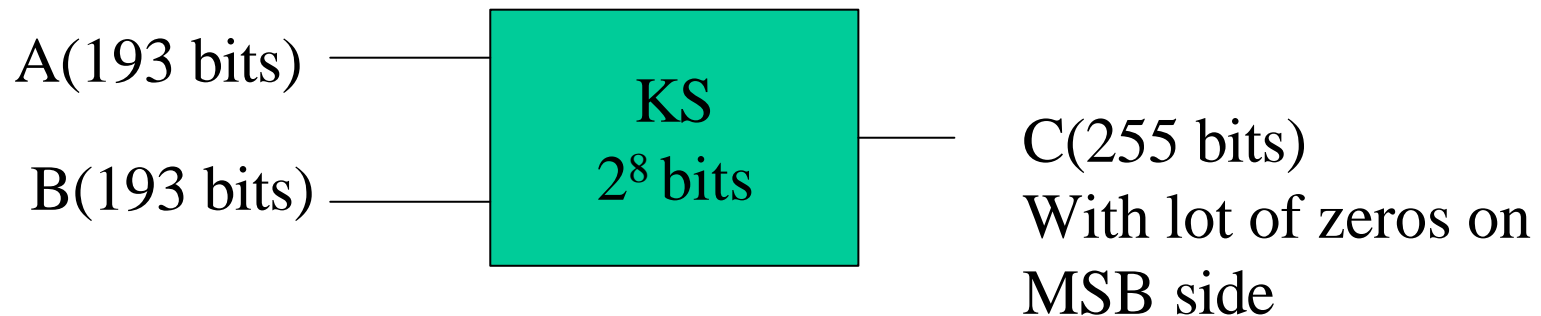 A(193 bits)
B(193 bits)
KS
2⁸ bits
C(255 bits)
With lot of zeros on
MSB side